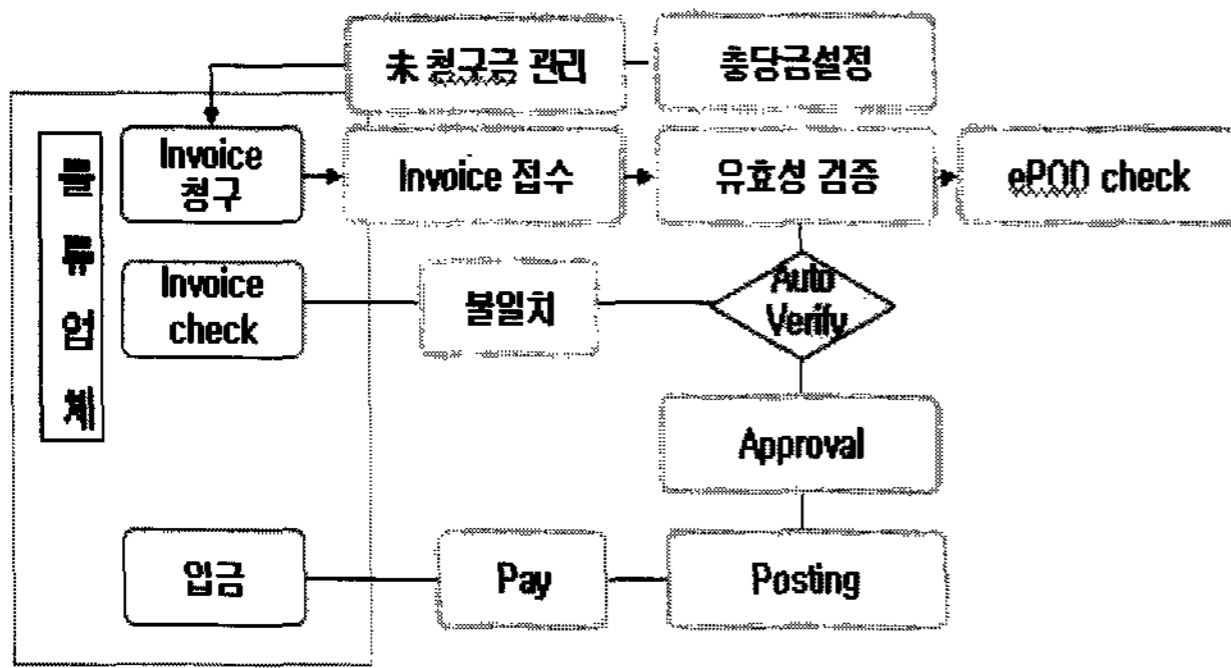 未 청구금 관리
충당금설정
물류업체
Invoice
청구
Invoice 접수
유효성 검증
ePOD check
Invoice
check
불일치
Auto
Verify
Approval
입금
Pay
Posting